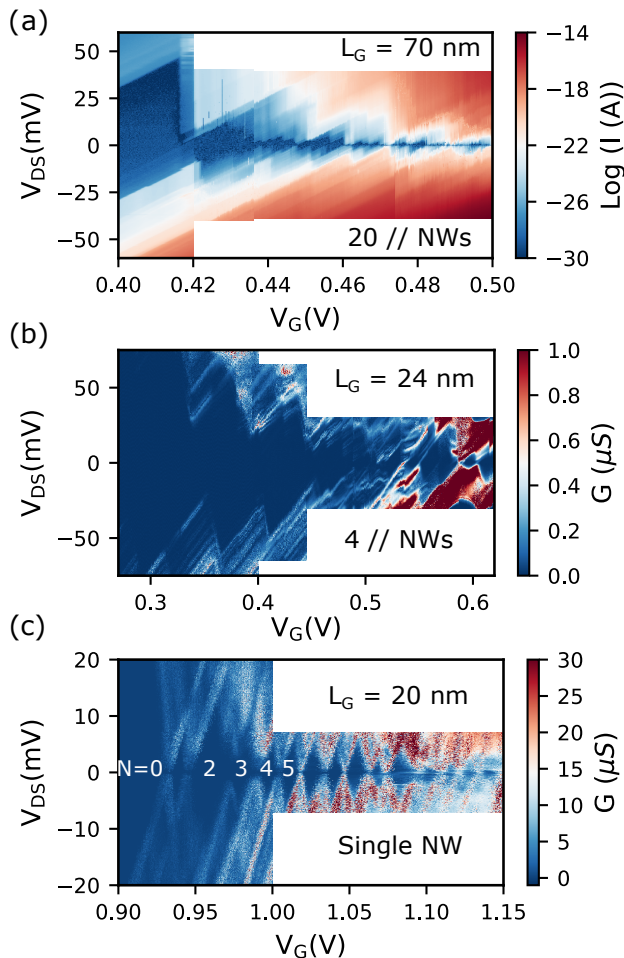 (a)
L_G = 70 nm
20 // NWs
50
25
0
−25
−50
V_DS(mV)
0.40 0.42 0.44 0.46 0.48 0.50
V_G(V)
−14
−18
−22
−26
−30
Log (I (A))
(b)
L_G = 24 nm
4 // NWs
50
0
−50
V_DS(mV)
0.3 0.4 0.5 0.6
V_G(V)
1.0
0.8
0.6
0.4
0.2
0.0
G (μS)
(c)
L_G = 20 nm
N=0 2 3 4 5
Single NW
20
10
0
−10
−20
V_DS(mV)
0.90 0.95 1.00 1.05 1.10 1.15
V_G(V)
30
25
20
15
10
5
0
G (μS)